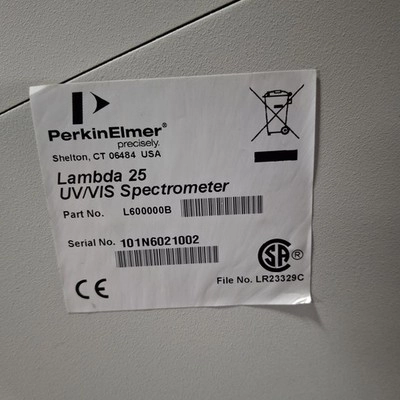 PerkinElmer®
precisely.
Shelton, CT 06484 USA
Lambda 25
UV/VIS Spectrometer
Part No. L600000B
Serial No. 101N6021002
CE
SA ®
File No. LR23329C